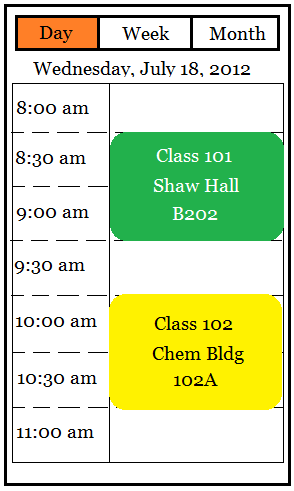 Day Week Month
Wednesday, July 18, 2012
8:00 am
8:30 am
Class 101
Shaw Hall
9:00 am
B202
9:30 am
10:00 am
Class 102
Chem Bldg
10:30 am
102A
11:00 am